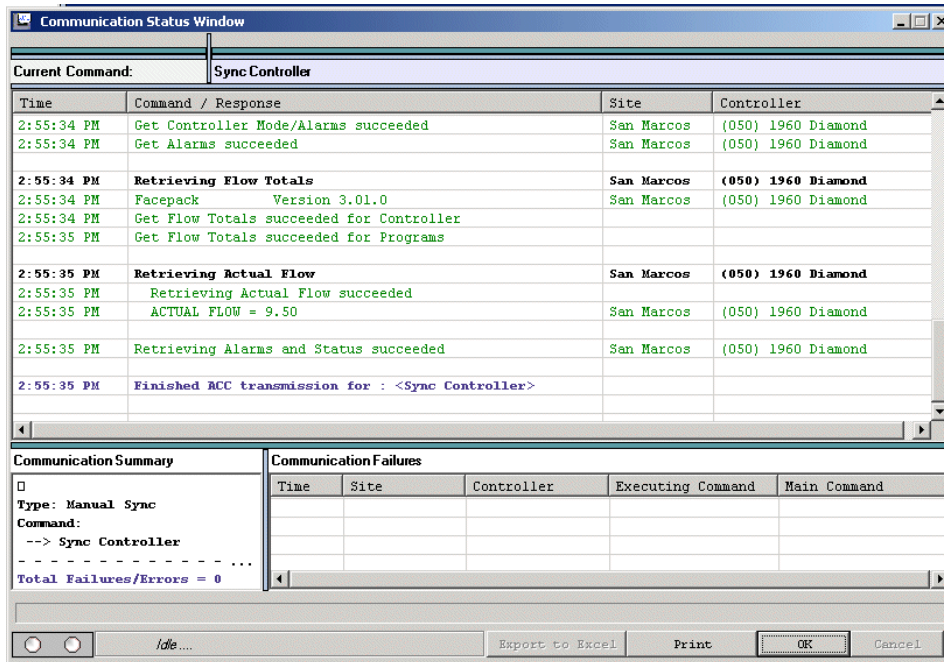 Communication Status Window
Current Command: Sync Controller
Time Command / Response Site Controller
2:55:34 PM Get Controller Mode/Alarms succeeded San Marcos (050) 1960 Diamond
2:55:34 PM Get Alarms succeeded San Marcos (050) 1960 Diamond
2:55:34 PM Retrieving Flow Totals San Marcos (050) 1960 Diamond
2:55:34 PM Facepack Version 3.01.0 San Marcos (050) 1960 Diamond
2:55:34 PM Get Flow Totals succeeded for Controller
2:55:35 PM Get Flow Totals succeeded for Programs
2:55:35 PM Retrieving Actual Flow San Marcos (050) 1960 Diamond
2:55:35 PM Retrieving Actual Flow succeeded
2:55:35 PM ACTUAL FLOW = 9.50 San Marcos (050) 1960 Diamond
2:55:35 PM Retrieving Alarms and Status succeeded San Marcos (050) 1960 Diamond
2:55:35 PM Finished ACC transmission for : <Sync Controller>
Communication Summary
Type: Manual Sync
Command:
--> Sync Controller
- - - - - - - - - - - - - ...
Total Failures/Errors = 0
Communication Failures
Time Site Controller Executing Command Main Command
Idle....
Export to Excel Print OK Cancel